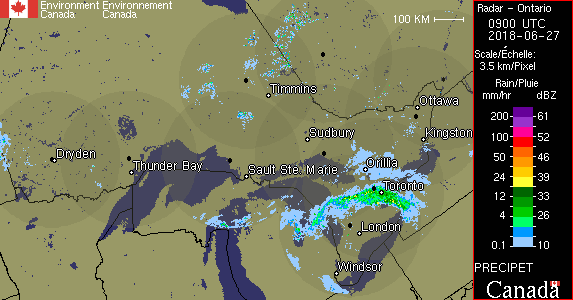 Environment Environnement
Canada Canada
Radar - Ontario
0900 UTC
2018-06-27
Scale/Échelle:
3.5 km/Pixel
Rain/Pluie
mm/hr dBZ
200 61
100 52
50 46
24 39
12 33
4 26
0.1 10
PRECIPET
Canada
100 KM
Timmins
Ottawa
Sudbury
Kingston
Dryden
Thunder Bay
Sault Ste. Marie
Orillia
Toronto
London
Windsor